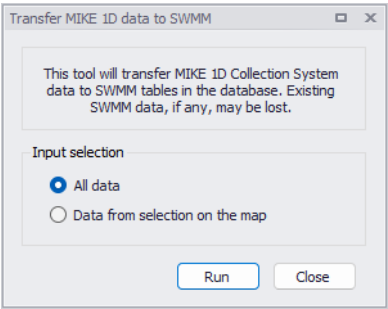 Transfer MIKE 1D data to SWMM
This tool will transfer MIKE 1D Collection System
data to SWMM tables in the database. Existing
SWMM data, if any, may be lost.
Input selection
All data
Data from selection on the map
Run Close